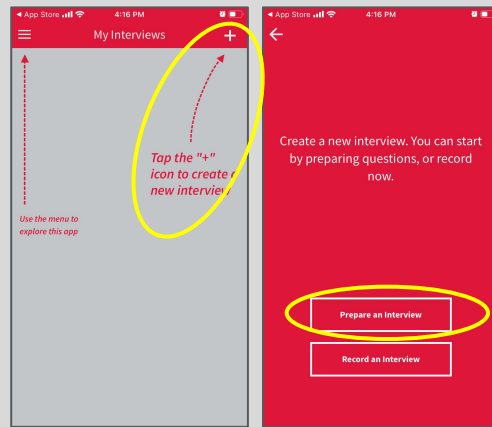 App Store 4:16 PM
My Interviews +
Tap the "+"
icon to create a
new interview
Use the menu to
explore this app
App Store 4:16 PM
Create a new interview. You can start
by preparing questions, or record
now.
Prepare an Interview
Record an Interview